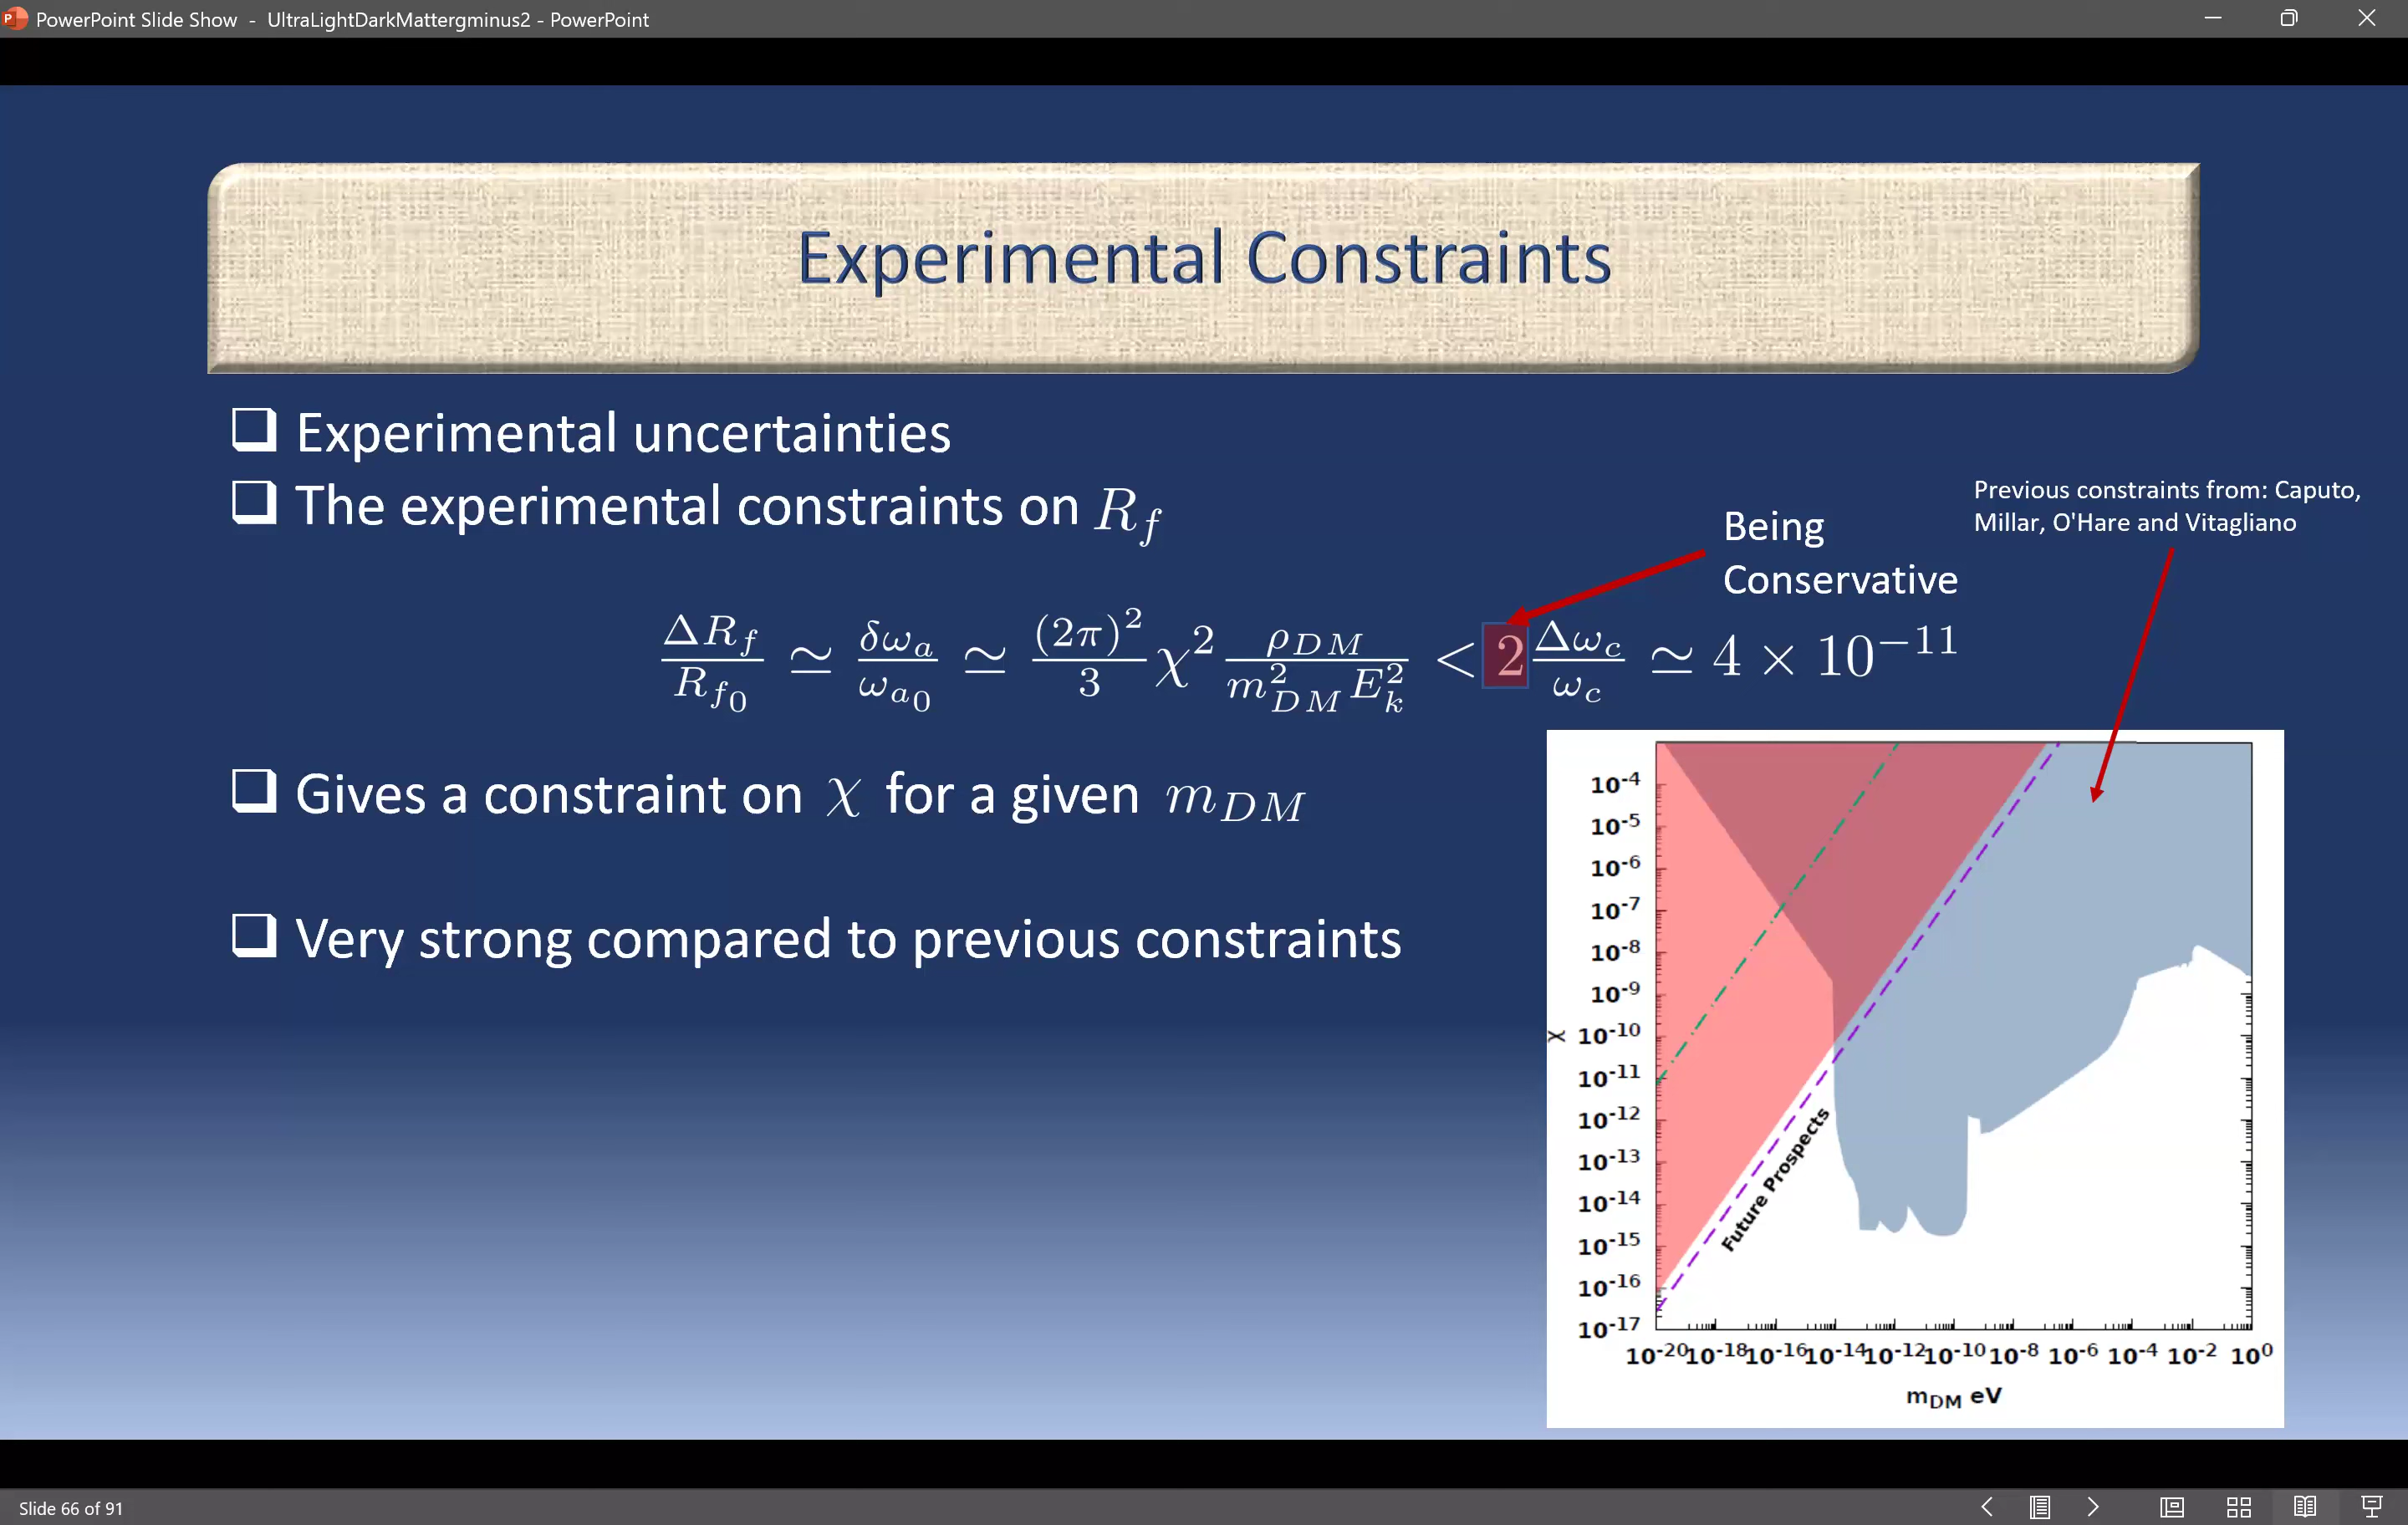 PowerPoint Slide Show - UltraLightDarkMattergminus2 - PowerPoint
Experimental Constraints
❑ Experimental uncertainties
❑ The experimental constraints on R_f
Previous constraints from: Caputo,
Millar, O'Hare and Vitagliano
Being
Conservative
\frac{\Delta R_f}{R_{f_0}} \simeq \frac{\delta\omega_a}{\omega_{a_0}} \simeq \frac{(2\pi)^2}{3} \chi^2 \frac{\rho_{DM}}{m_{DM}^2 E_k^2} < 2 \frac{\Delta\omega_c}{\omega_c} \simeq 4 \times 10^{-11}
❑ Gives a constraint on χ for a given m_{DM}
❑ Very strong compared to previous constraints
10^{-4}
10^{-5}
10^{-6}
10^{-7}
10^{-8}
10^{-9}
10^{-10}
10^{-11}
10^{-12}
10^{-13}
10^{-14}
10^{-15}
10^{-16}
10^{-17}
χ
Future Prospects
10^{-20} 10^{-18} 10^{-16} 10^{-14} 10^{-12} 10^{-10} 10^{-8} 10^{-6} 10^{-4} 10^{-2} 10^{0}
m_{DM} eV
Slide 66 of 91